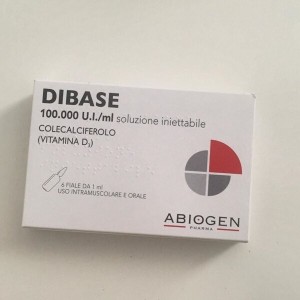 DIBASE
100.000 U.I./ml soluzione iniettabile
COLECALCIFEROLO
(VITAMINA D₃)
6 FIALE DA 1 ml
USO INTRAMUSCOLARE E ORALE
ABIOGEN
PHARMA